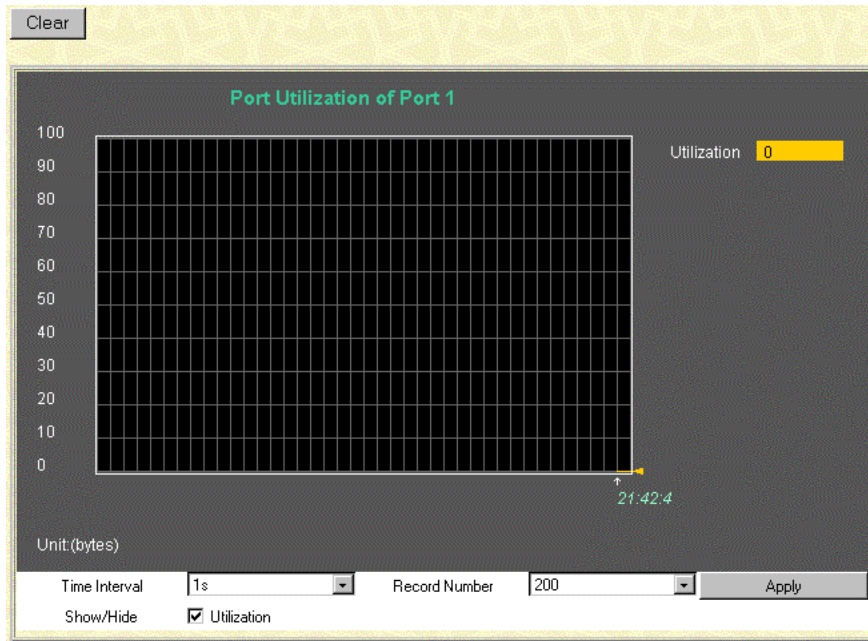 Clear
Port Utilization of Port 1
100
90
80
70
60
50
40
30
20
10
0
Utilization 0
21:42:4
Unit:(bytes)
Time Interval 1s Record Number 200 Apply
Show/Hide Utilization